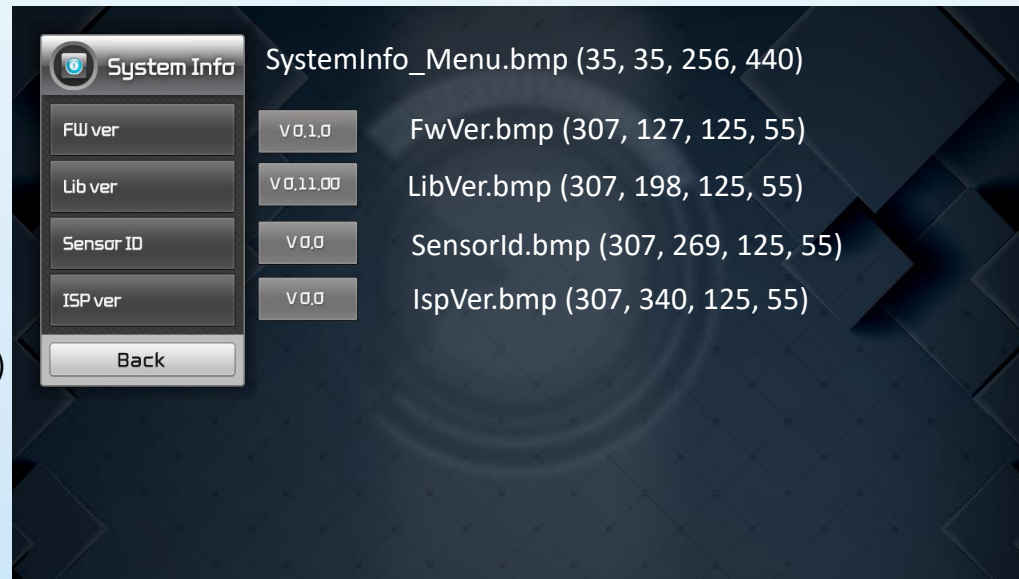 System Info SystemInfo_Menu.bmp (35, 35, 256, 440)
FW ver V 0.1.0 FwVer.bmp (307, 127, 125, 55)
Lib ver V 0.11.00 LibVer.bmp (307, 198, 125, 55)
Sensor ID V 0.0 SensorId.bmp (307, 269, 125, 55)
ISP ver V 0.0 IspVer.bmp (307, 340, 125, 55)
)
Back